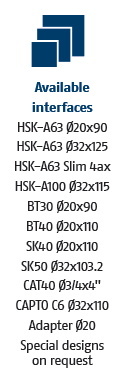 Available
interfaces
HSK-A63 Ø20x90
HSK-A63 Ø32x125
HSK-A63 Slim 4ax
HSK-A100 Ø32x115
BT30 Ø20x90
BT40 Ø20x110
SK40 Ø20x110
SK50 Ø32x103.2
CAT40 Ø3/4x4"
CAPTO C6 Ø32x110
Adapter Ø20
Special designs
on request